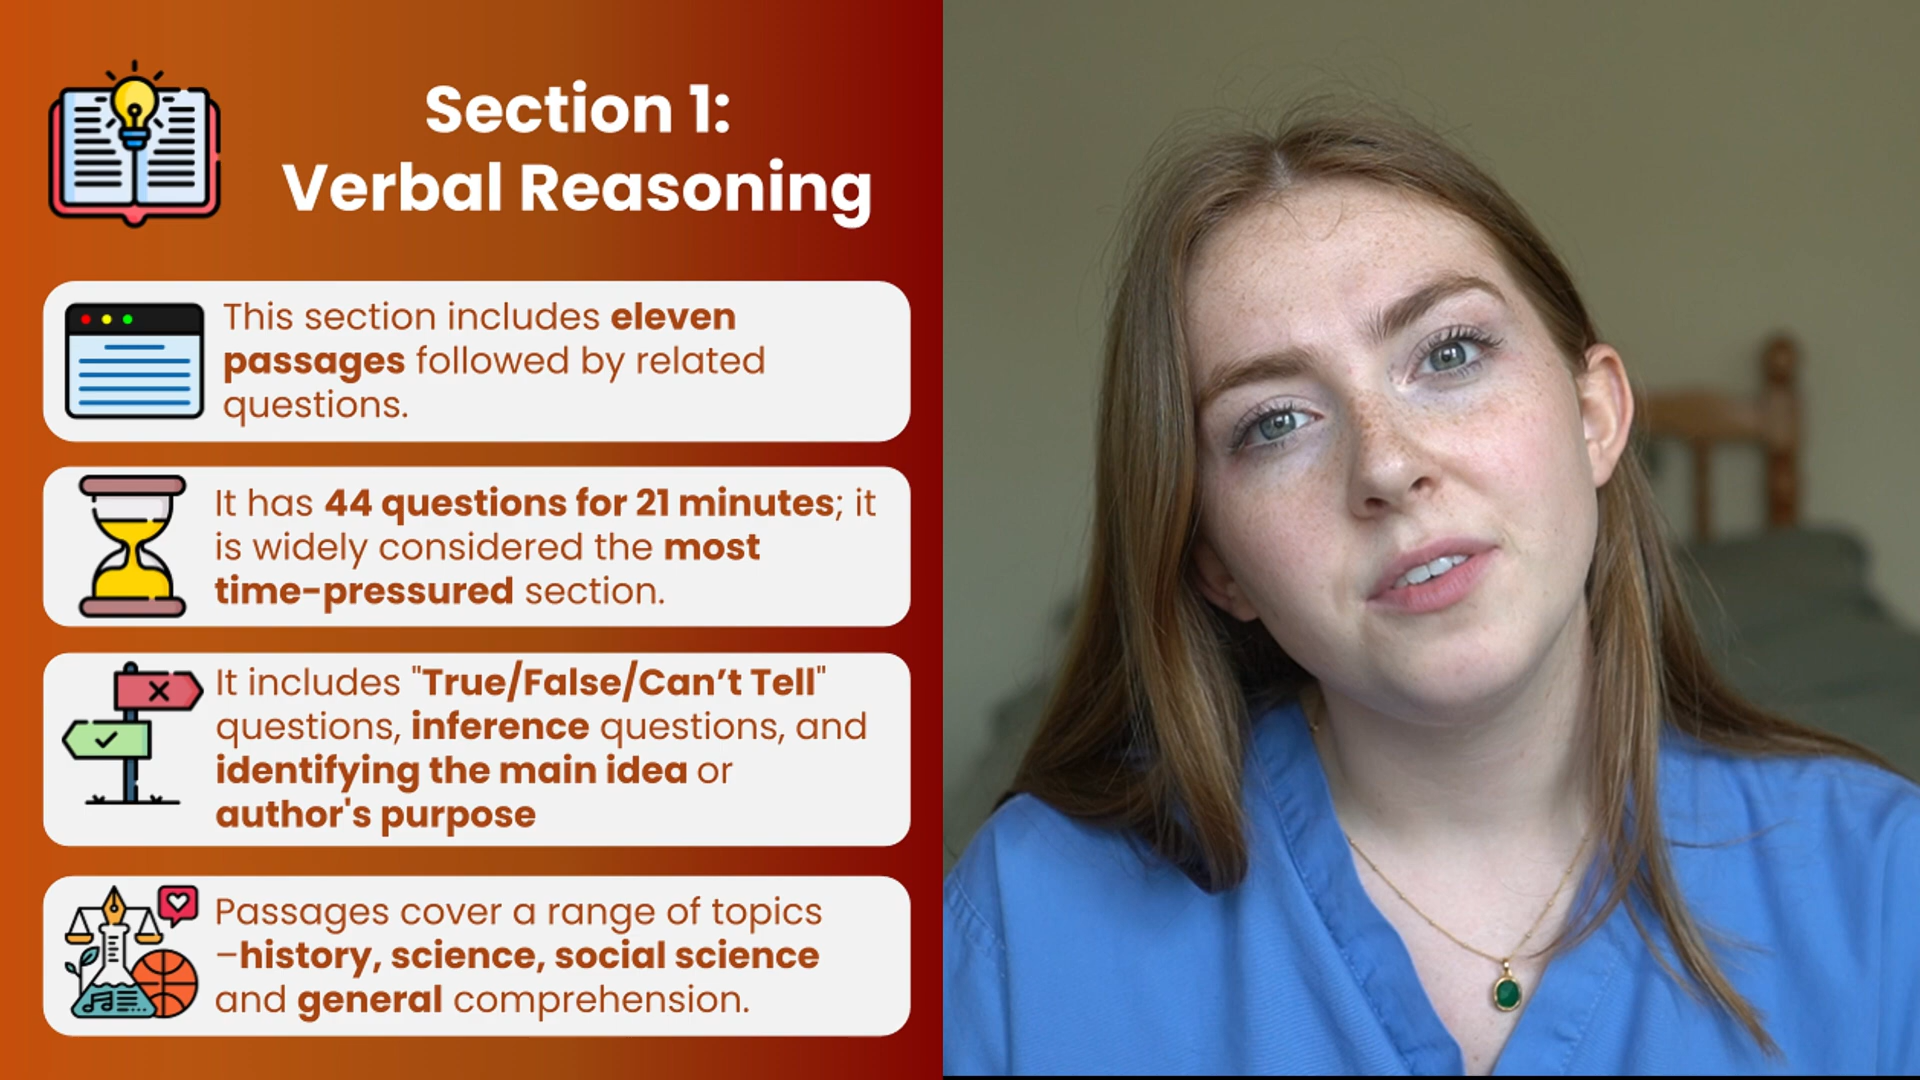 Section 1:
Verbal Reasoning
This section includes eleven
passages followed by related
questions.
It has 44 questions for 21 minutes; it
is widely considered the most
time-pressured section.
It includes "True/False/Can’t Tell"
questions, inference questions, and
identifying the main idea or
author's purpose
Passages cover a range of topics
–history, science, social science
and general comprehension.